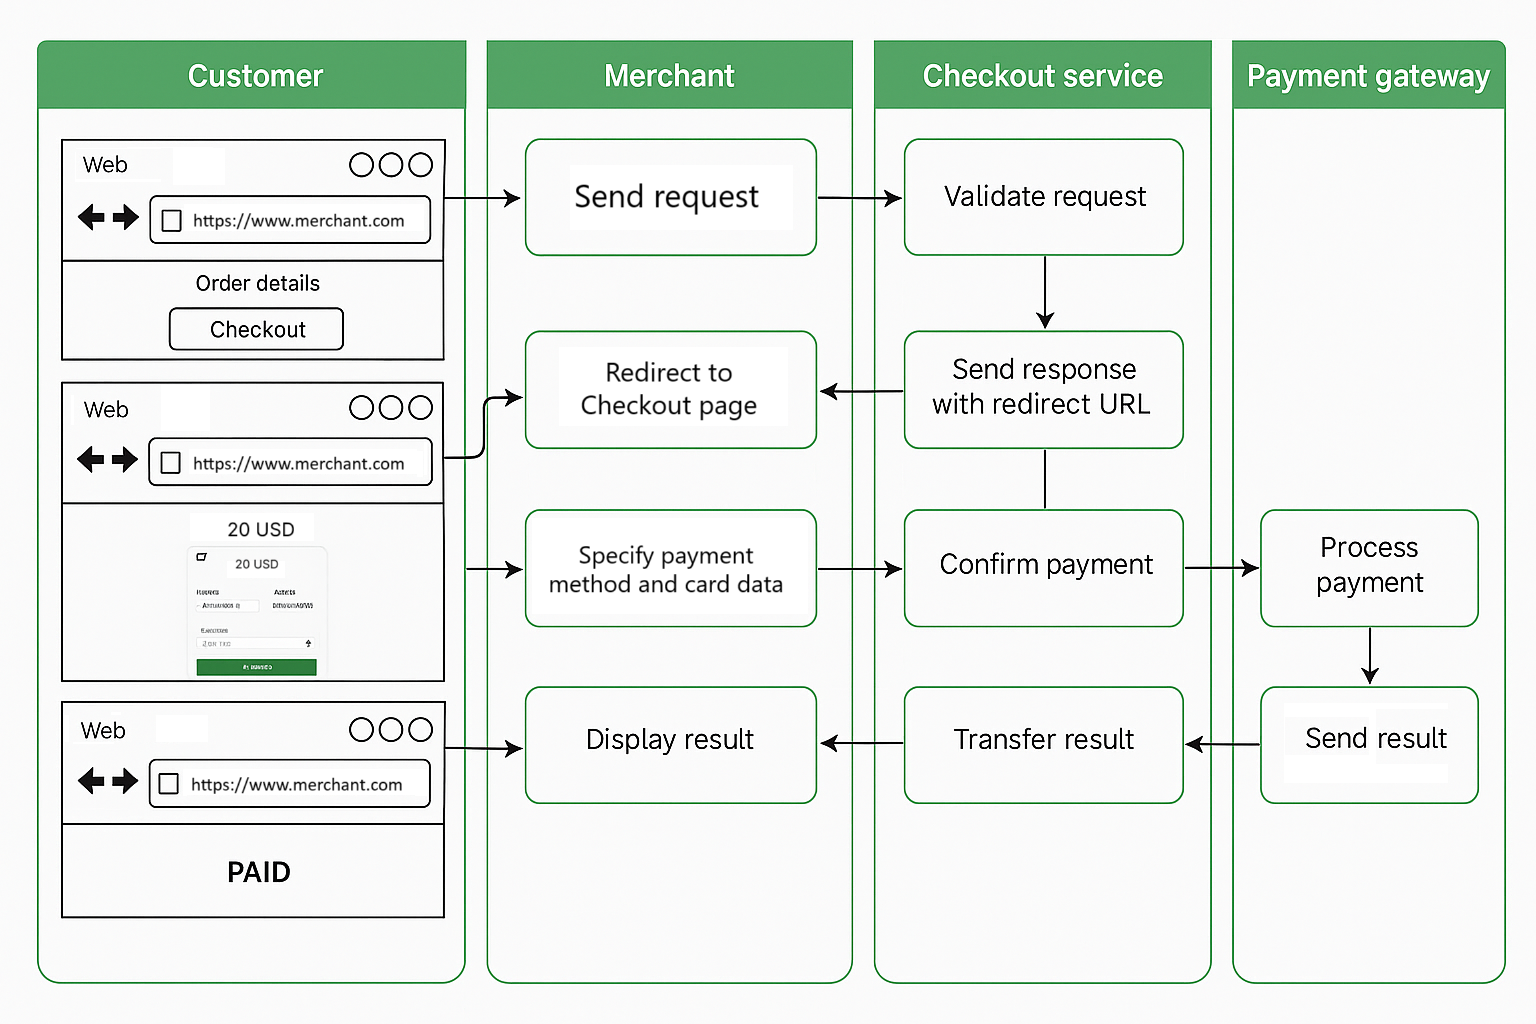 Customer
Merchant
Checkout service
Payment gateway
Web
https://www.merchant.com
Order details
Checkout
Send request
Validate request
Web
https://www.merchant.com
Redirect to
Checkout page
Send response
with redirect URL
20 USD
20 USD
Specify payment
method and card data
Confirm payment
Process
payment
Web
https://www.merchant.com
PAID
Display result
Transfer result
Send result